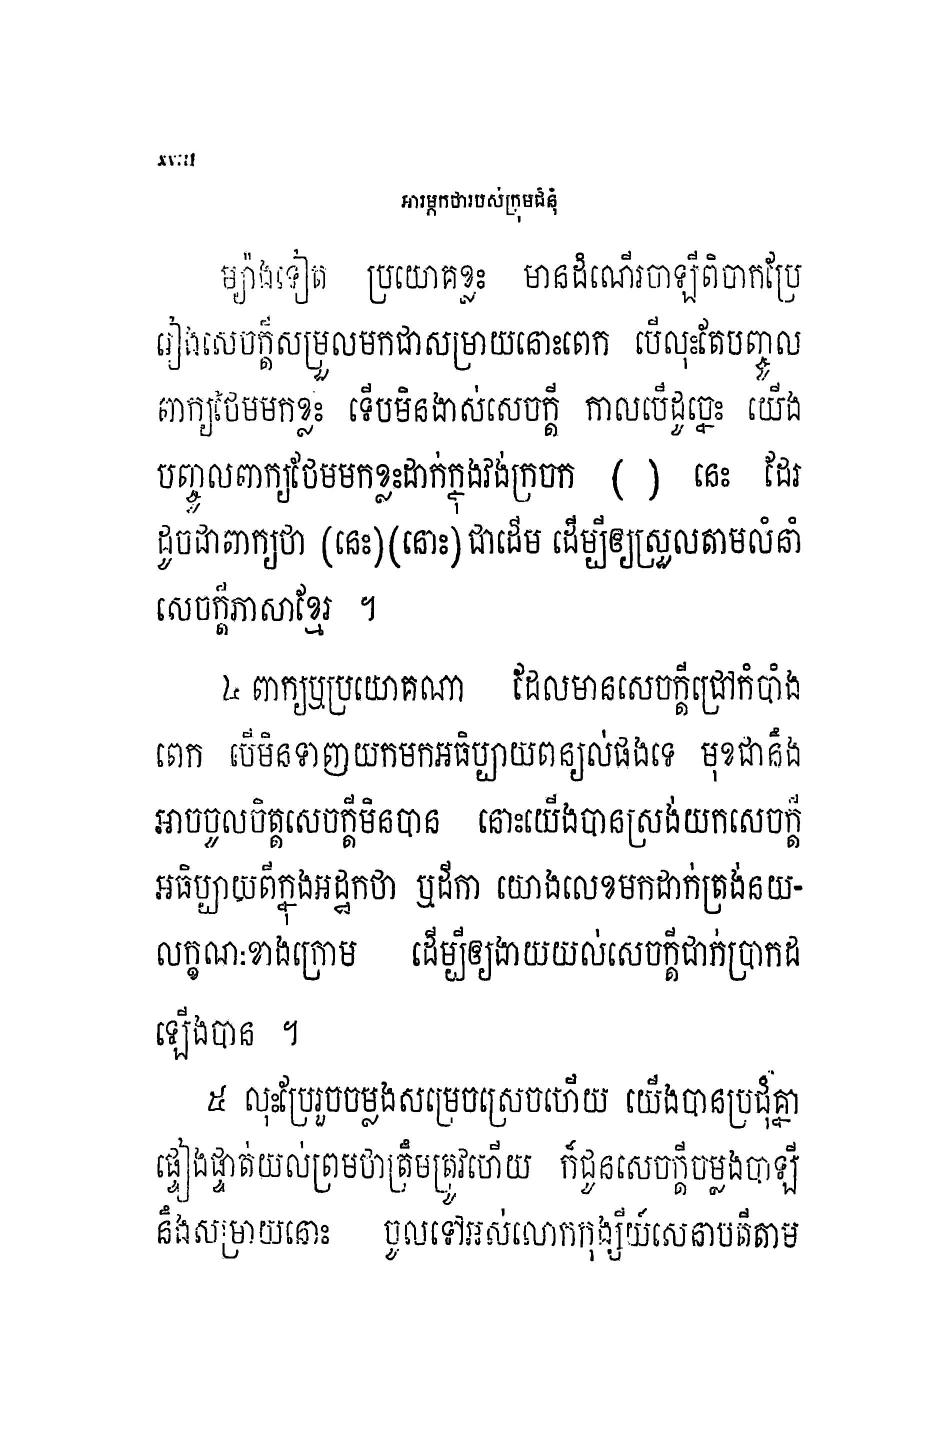 អារម្ភកថារបស់ក្រុមជំនុំ
ម្យ៉ាងទៀត ប្រយោគខ្លះ មានដំណើរបាឡីពិបាកប្រែ
រៀងសេចក្តីសម្រួលមកជាសម្រាយនោះពេក បើលុះតែបញ្ចូល
ពាក្យថែមមកខ្លះ ទើបមិនងាស់សេចក្តី កាលបើដូច្នេះ យើង
បញ្ចូលពាក្យថែមមកខ្លះដាក់ក្នុងវង់ក្រចក ( ) នេះ ដែរ
ដូចជាពាក្យថា (នេះ)(នោះ) ជាដើម ដើម្បីឲ្យស្រួលតាមលំនាំ
សេចក្តីភាសាខ្មែរ ។
៤ ពាក្យឬប្រយោគណា ដែលមានសេចក្តីជ្រៅកំបាំង
ពេក បើមិនទាញយកមកអធិប្បាយពន្យល់ផងទេ មុខជានឹង
អាចចូលចិត្តសេចក្តីមិនបាន នោះយើងបានស្រង់យកសេចក្តី
អធិប្បាយពីក្នុងអដ្ឋកថា ឬដីកា យោងលេខមកដាក់ត្រង់នយ-
លក្ខណៈខាងក្រោម ដើម្បីឲ្យងាយយល់សេចក្តីជាក់ប្រាកដ
ឡើងបាន ។
៥ លុះប្រែរួចចម្លងសម្រេចស្រេចហើយ យើងបានប្រជុំគ្នា
ផ្ទៀងផ្ទាត់យល់ព្រមថាត្រឹមត្រូវហើយ ក៏ជូនសេចក្តីចម្លងបាឡី
នឹងសម្រាយនោះ ចូលទៅអស់លោកកុង្ស៊ីយ៍សេនាបតីតាម